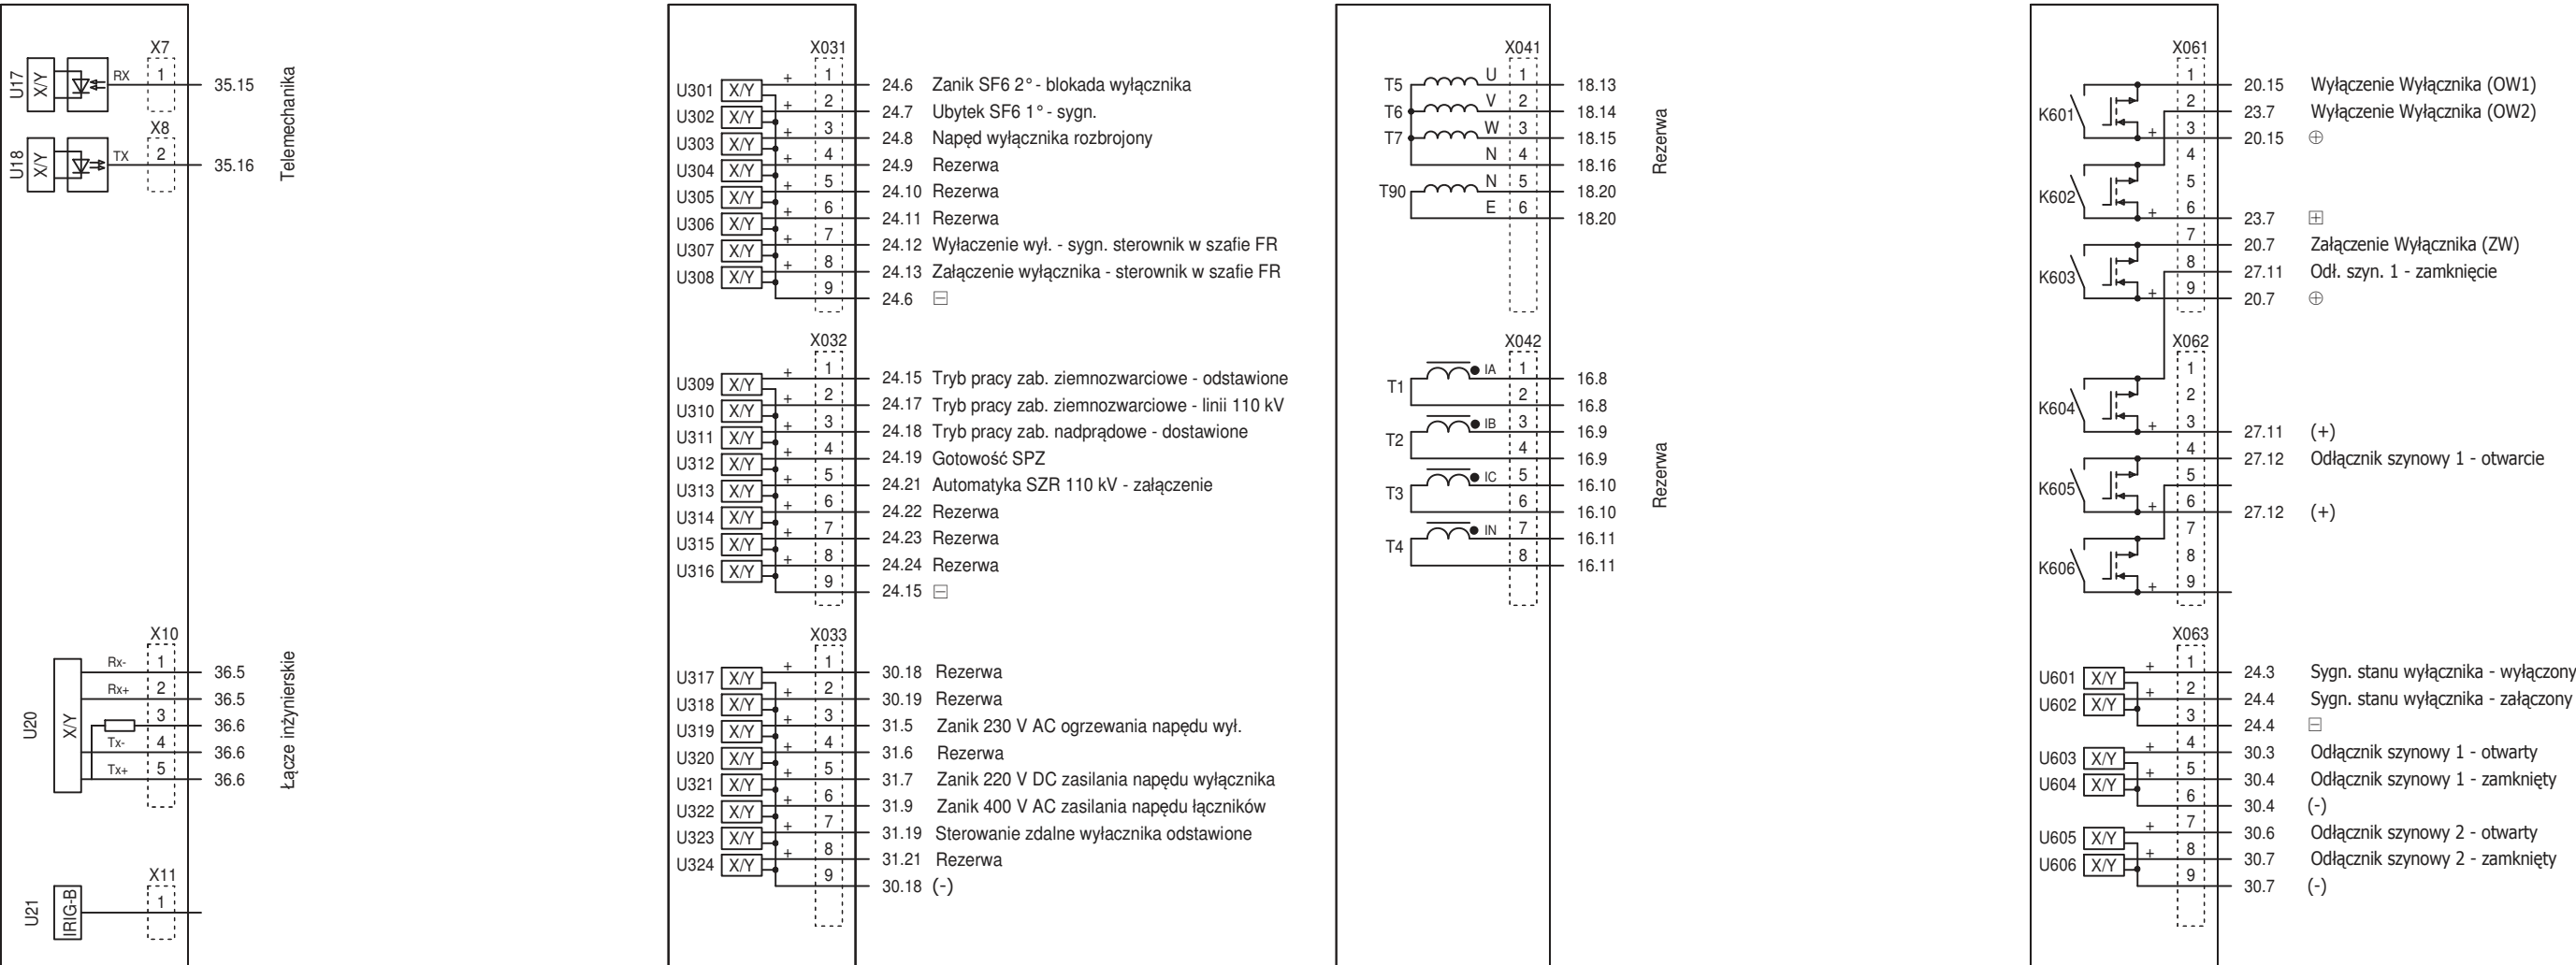 X7
U17 X/Y RX 1 35.15
X8
U18 X/Y TX 2 35.16
Telemechanika
X10
Rx- 1 36.5
Rx+ 2 36.5
3 36.6
Tx- 4 36.6
Tx+ 5 36.6
U20 X/Y
Łącze inżynierskie
X11
U21 IRIG-B 1
X031
U301 X/Y + 1 24.6 Zanik SF6 2° - blokada wyłącznika
U302 X/Y + 2 24.7 Ubytek SF6 1° - sygn.
U303 X/Y + 3 24.8 Napęd wyłącznika rozbrojony
U304 X/Y + 4 24.9 Rezerwa
U305 X/Y + 5 24.10 Rezerwa
U306 X/Y + 6 24.11 Rezerwa
U307 X/Y + 7 24.12 Wyłaczenie wył. - sygn. sterownik w szafie FR
U308 X/Y + 8 24.13 Załączenie wyłącznika - sterownik w szafie FR
9 24.6 ⊟
X032
U309 X/Y + 1 24.15 Tryb pracy zab. ziemnozwarciowe - odstawione
U310 X/Y + 2 24.17 Tryb pracy zab. ziemnozwarciowe - linii 110 kV
U311 X/Y + 3 24.18 Tryb pracy zab. nadprądowe - dostawione
U312 X/Y + 4 24.19 Gotowość SPZ
U313 X/Y + 5 24.21 Automatyka SZR 110 kV - załączenie
U314 X/Y + 6 24.22 Rezerwa
U315 X/Y + 7 24.23 Rezerwa
U316 X/Y + 8 24.24 Rezerwa
9 24.15 ⊟
X033
U317 X/Y + 1 30.18 Rezerwa
U318 X/Y + 2 30.19 Rezerwa
U319 X/Y + 3 31.5 Zanik 230 V AC ogrzewania napędu wył.
U320 X/Y + 4 31.6 Rezerwa
U321 X/Y + 5 31.7 Zanik 220 V DC zasilania napędu wyłącznika
U322 X/Y + 6 31.9 Zanik 400 V AC zasilania napędu łączników
U323 X/Y + 7 31.19 Sterowanie zdalne wyłacznika odstawione
U324 X/Y + 8 31.21 Rezerwa
9 30.18 (-)
X041
T5 U 1 18.13
T6 V 2 18.14
T7 W 3 18.15
N 4 18.16
T90 N 5 18.20
E 6 18.20
Rezerwa
X042
T1 IA 1 16.8
2 16.8
T2 IB 3 16.9
4 16.9
T3 IC 5 16.10
6 16.10
T4 IN 7 16.11
8 16.11
Rezerwa
X061
1 20.15 Wyłączenie Wyłącznika (OW1)
K601 2 23.7 Wyłączenie Wyłącznika (OW2)
+ 3 20.15 ⊕
4
K602 5
+ 6 23.7 ⊞
7 20.7 Załączenie Wyłącznika (ZW)
K603 8 27.11 Odł. szyn. 1 - zamknięcie
+ 9 20.7 ⊕
X062
1
K604 2
+ 3 27.11 (+)
4 27.12 Odłącznik szynowy 1 - otwarcie
K605 5
+ 6 27.12 (+)
7
K606 8
+ 9
X063
U601 X/Y + 1 24.3 Sygn. stanu wyłącznika - wyłączony
U602 X/Y + 2 24.4 Sygn. stanu wyłącznika - załączony
3 24.4 ⊟
U603 X/Y + 4 30.3 Odłącznik szynowy 1 - otwarty
U604 X/Y + 5 30.4 Odłącznik szynowy 1 - zamknięty
6 30.4 (-)
U605 X/Y + 7 30.6 Odłącznik szynowy 2 - otwarty
U606 X/Y + 8 30.7 Odłącznik szynowy 2 - zamknięty
9 30.7 (-)